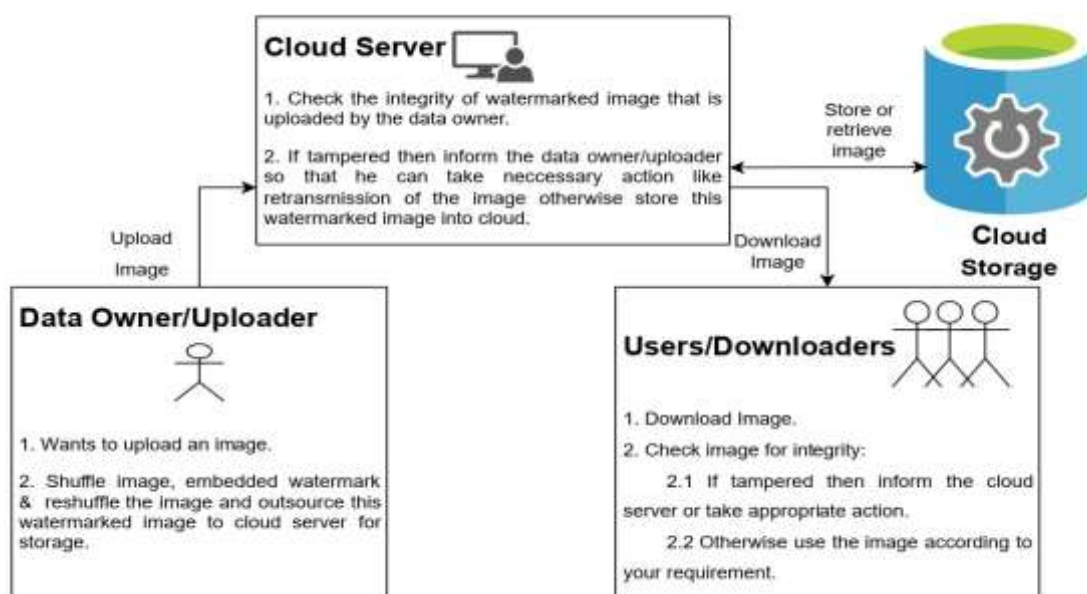 Cloud Server
1. Check the integrity of watermarked image that is
uploaded by the data owner.
2. If tampered then inform the data owner/uploader
so that he can take neccessary action like
retransmission of the image otherwise store this
watermarked image into cloud.
Store or
retrieve
image
Cloud
Storage
Upload
Image
Download
Image
Data Owner/Uploader
1. Wants to upload an image.
2. Shuffle image, embedded watermark
& reshuffle the image and outsource this
watermarked image to cloud server for
storage.
Users/Downloaders
1. Download Image.
2. Check image for integrity:
2.1 If tampered then inform the cloud
server or take appropriate action.
2.2 Otherwise use the image according to
your requirement.